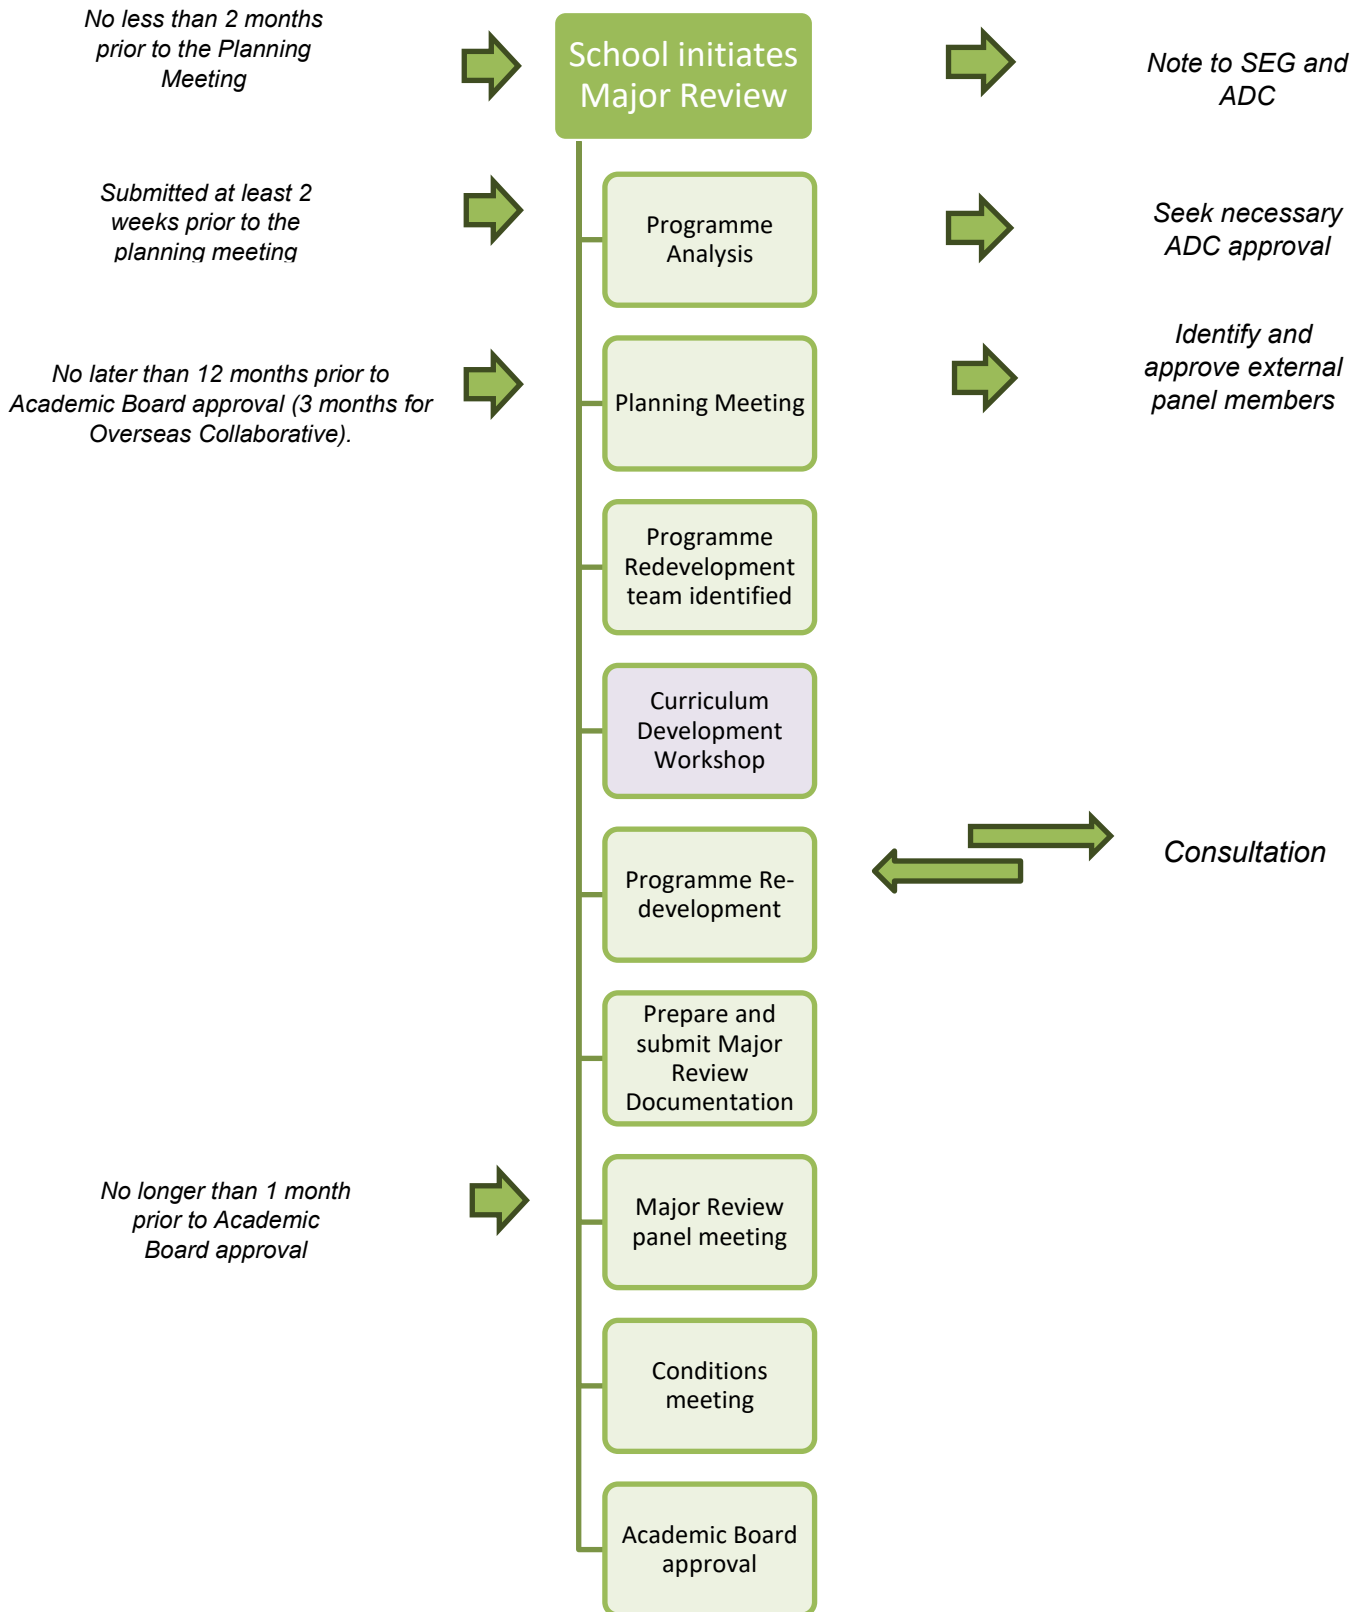 No less than 2 months
prior to the Planning
Meeting
School initiates
Major Review
Note to SEG and
ADC
Submitted at least 2
weeks prior to the
planning meeting
Programme
Analysis
Seek necessary
ADC approval
No later than 12 months prior to
Academic Board approval (3 months for
Overseas Collaborative).
Planning Meeting
Identify and
approve external
panel members
Programme
Redevelopment
team identified
Curriculum
Development
Workshop
Programme Re-
development
Consultation
Prepare and
submit Major
Review
Documentation
No longer than 1 month
prior to Academic
Board approval
Major Review
panel meeting
Conditions
meeting
Academic Board
approval